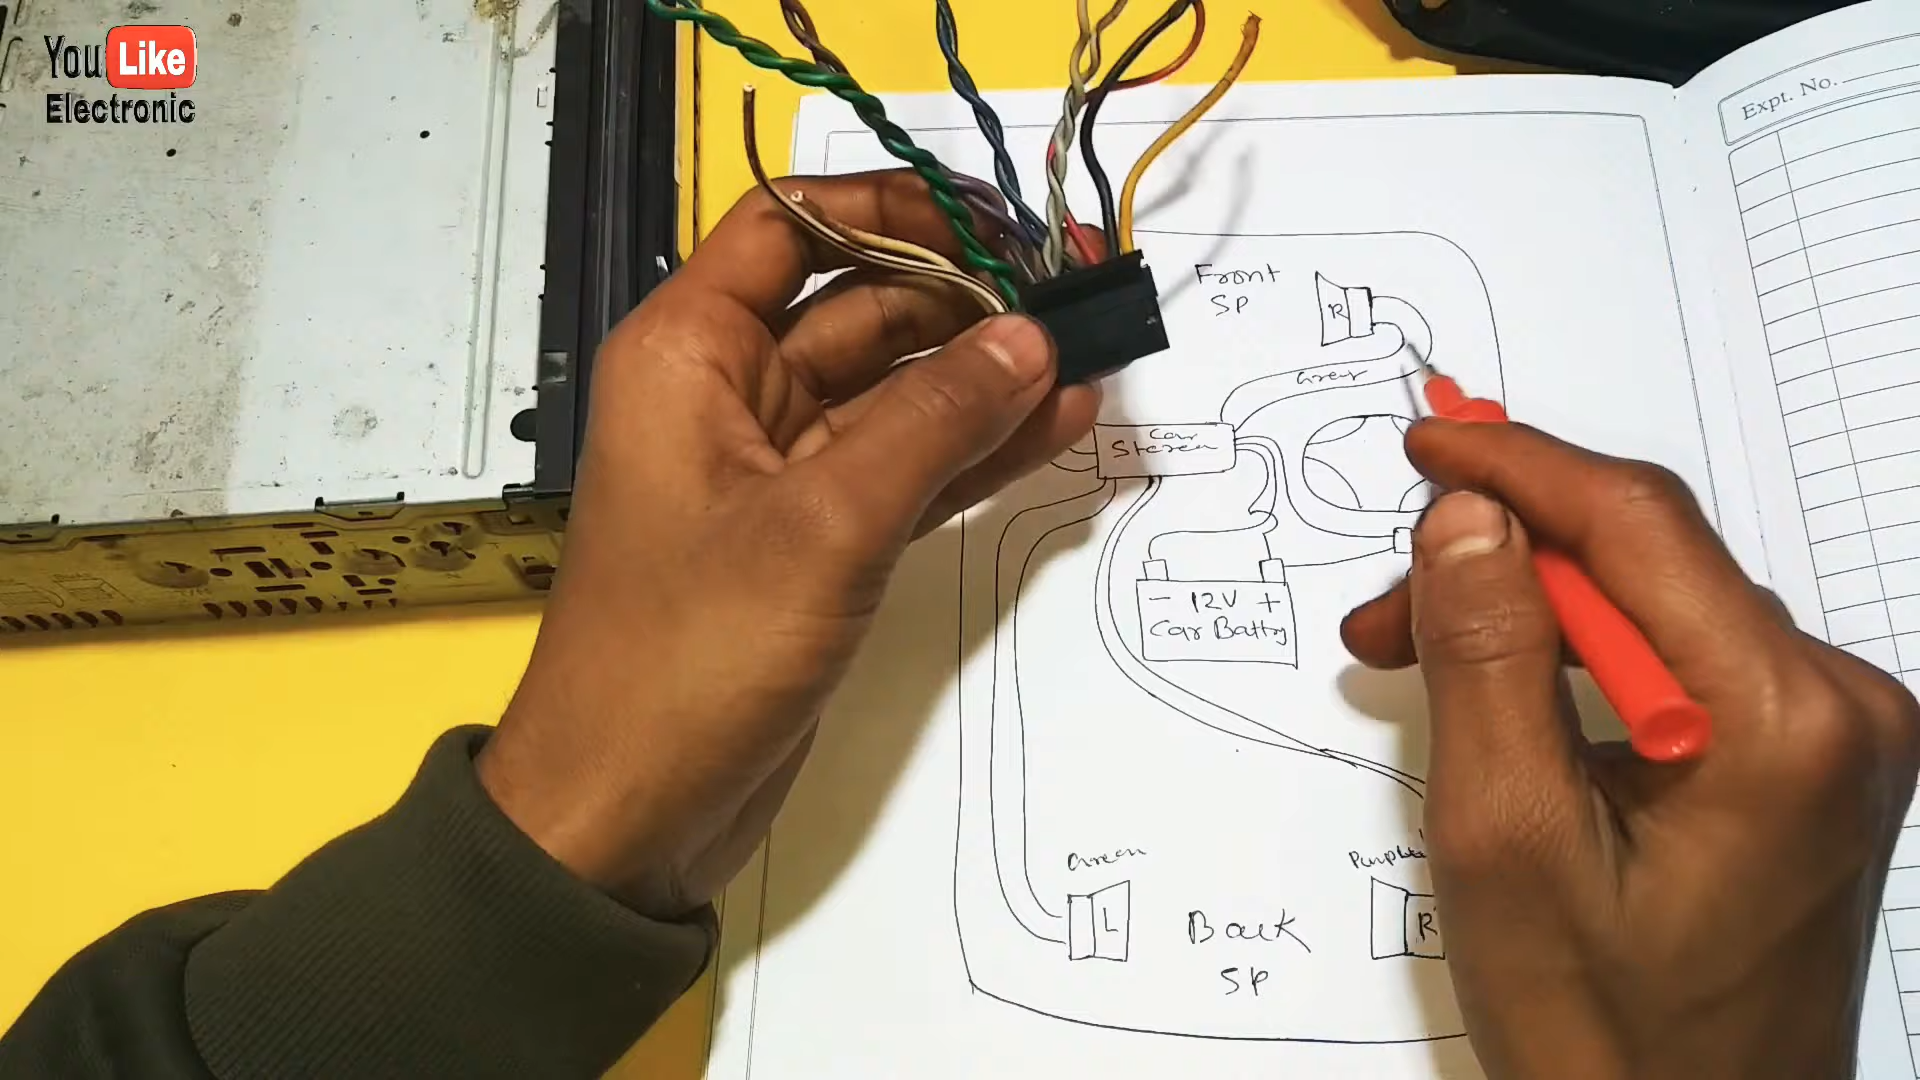 You Like
Electronic
Expt. No.
Front
SP
R
Grey
Car
Stereo
- 12V +
Car Battry
Green
L
Back
SP
R